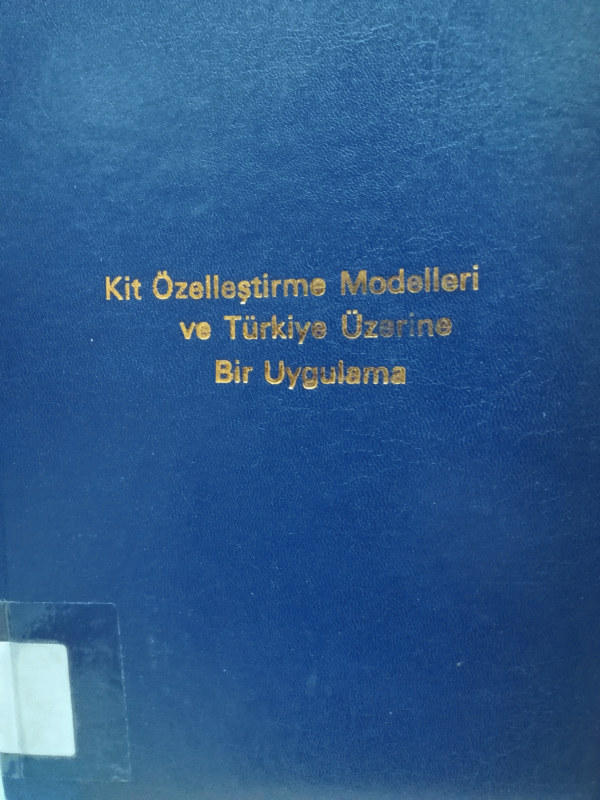 Kit Özelleştirme Modelleri
ve Türkiye Üzerine
Bir Uygulama